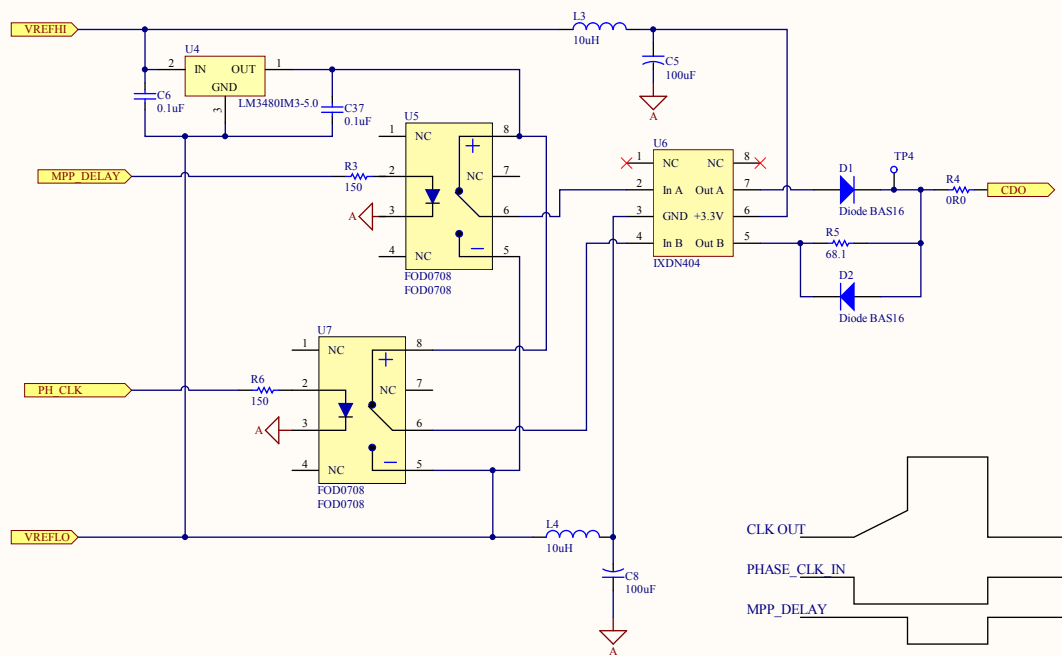 VREFHI
L3
10uH
U4
2 IN OUT 1
GND
3
LM3480IM3-5.0
C6
0.1uF
C37
0.1uF
C5
100uF
A
U5
1 NC
+ 8
MPP_DELAY
R3
150
2
NC 7
A 3
6
4 NC
− 5
FOD0708
FOD0708
U6
1 NC NC 8
2 In A Out A 7
3 GND +3.3V 6
4 In B Out B 5
IXDN404
D1
Diode BAS16
TP4
R4
0R0
CDO
R5
68.1
D2
Diode BAS16
U7
1 NC
+ 8
PH_CLK
R6
150
2
NC 7
A 3
6
4 NC
− 5
FOD0708
FOD0708
VREFLO
L4
10uH
C8
100uF
A
CLK OUT
PHASE_CLK_IN
MPP_DELAY